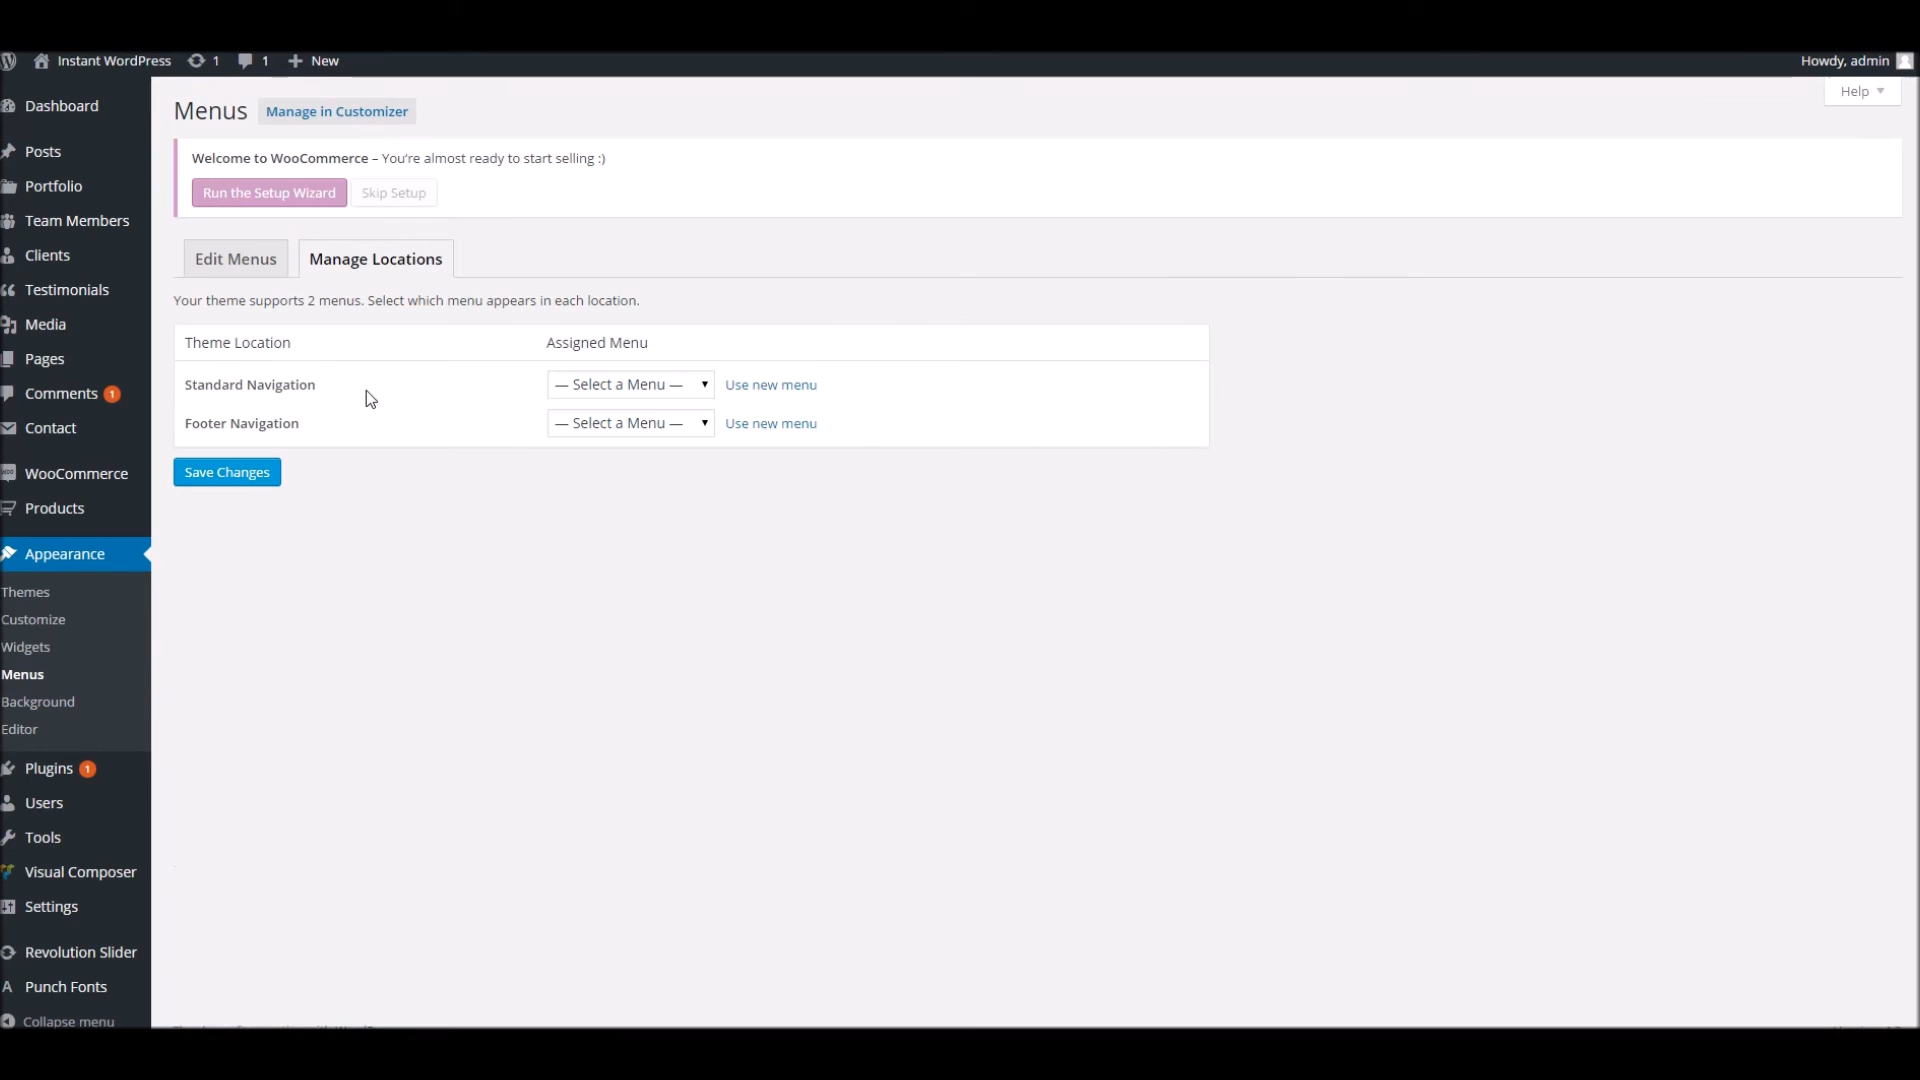 Instant WordPress 1 1 New Howdy, admin
Help
Menus Manage in Customizer
Welcome to WooCommerce – You're almost ready to start selling :)
Run the Setup Wizard Skip Setup
Edit Menus Manage Locations
Your theme supports 2 menus. Select which menu appears in each location.
Theme Location Assigned Menu
Standard Navigation — Select a Menu — Use new menu
Footer Navigation — Select a Menu — Use new menu
Save Changes
Dashboard
Posts
Portfolio
Team Members
Clients
Testimonials
Media
Pages
Comments 1
Contact
WooCommerce
Products
Appearance
Themes
Customize
Widgets
Menus
Background
Editor
Plugins 1
Users
Tools
Visual Composer
Settings
Revolution Slider
Punch Fonts
Collapse menu